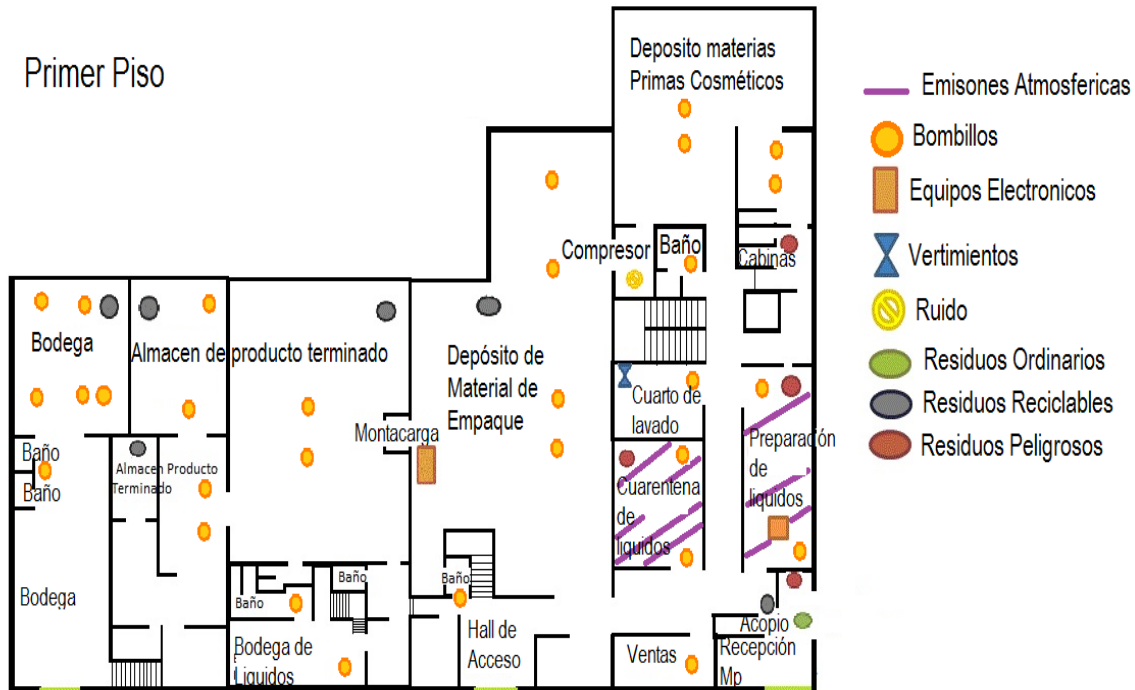 Primer Piso
Deposito materias
Primas Cosméticos
Compresor
Baño
Cabinas
Bodega
Almacen de producto terminado
Depósito de
Material de
Empaque
Montacarga
Cuarto de
lavado
Preparación
de
liquidos
Cuarentena
de
liquidos
Baño
Baño
Almacen Producto
Terminado
Bodega
Baño
Baño
Baño
Bodega de
Liquidos
Hall de
Acceso
Ventas
Acopio
Recepción
Mp
Emisones Atmosfericas
Bombillos
Equipos Electronicos
Vertimientos
Ruido
Residuos Ordinarios
Residuos Reciclables
Residuos Peligrosos